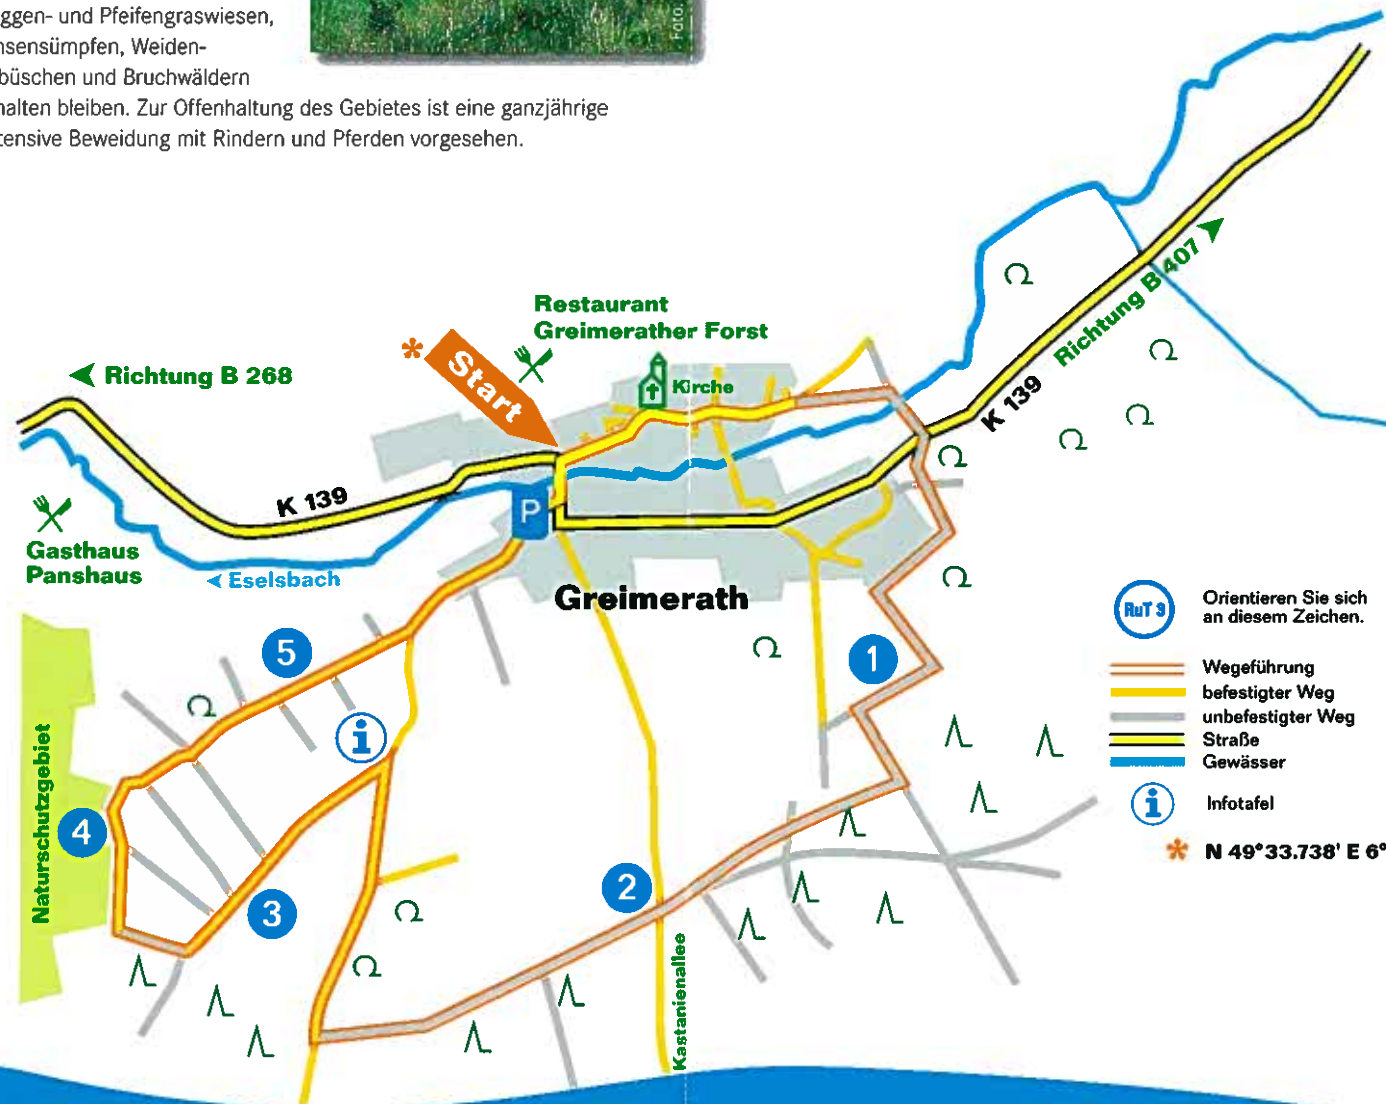 ggen- und Pfeifengraswiesen,
nsensümpfen, Weiden-
büschen und Bruchwäldern
halten bleiben. Zur Offenhaltung des Gebietes ist eine ganzjährige
tensive Beweidung mit Rindern und Pferden vorgesehen.
Foto:
Richtung B 407
Restaurant
Greimerather Forst
* Start
Richtung B 268
Kirche
K 139
K 139
P
Gasthaus
Panshaus
Eselsbach
Greimerath
RuT 3
Orientieren Sie sich
an diesem Zeichen.
5
1
Wegeführung
befestigter Weg
unbefestigter Weg
Straße
Gewässer
i
i
Infotafel
* N 49°33.738' E 6°
Naturschutzgebiet
4
3
2
Kastanienallee